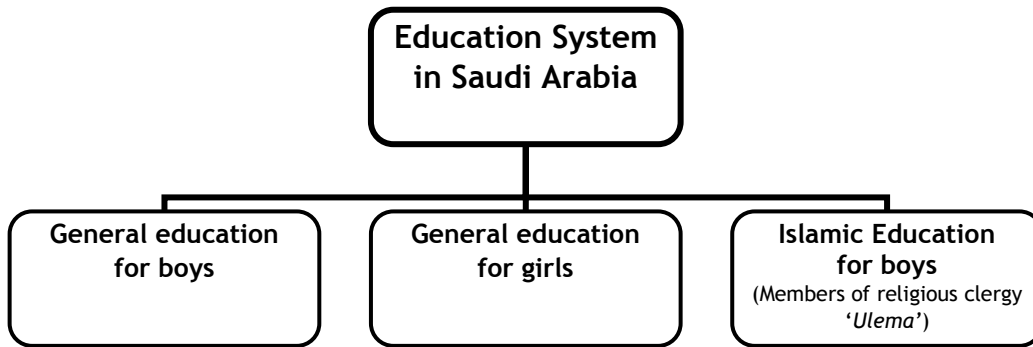 Education System
in Saudi Arabia
General education
for boys
General education
for girls
Islamic Education
for boys
(Members of religious clergy
‘Ulema’)